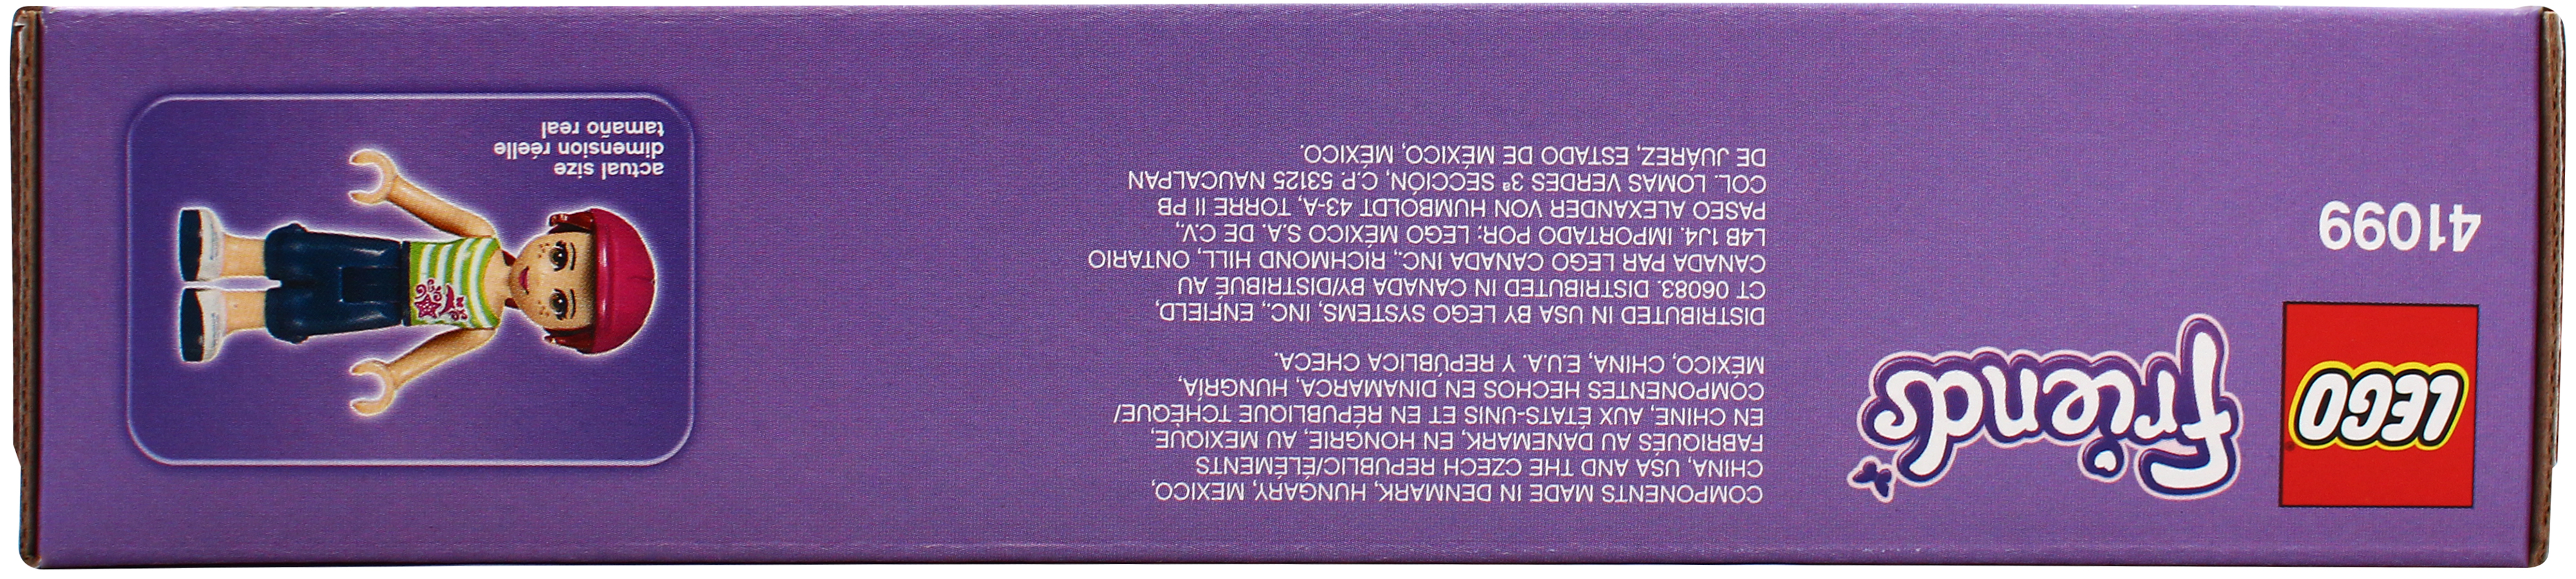 LEGO
friends
41099
COMPONENTS MADE IN DENMARK, HUNGARY, MEXICO,
CHINA, USA AND THE CZECH REPUBLIC/ÉLÉMENTS
FABRIQUÉS AU DANEMARK, EN HONGRIE, AU MEXIQUE,
EN CHINE, AUX ÉTATS-UNIS ET EN RÉPUBLIQUE TCHÈQUE/
COMPONENTES HECHOS EN DINAMARCA, HUNGRÍA,
MÉXICO, CHINA, E.U.A. Y REPÚBLICA CHECA.
DISTRIBUTED IN USA BY LEGO SYSTEMS, INC., ENFIELD,
CT 06083. DISTRIBUTED IN CANADA BY/DISTRIBUÉ AU
CANADA PAR LEGO CANADA INC., RICHMOND HILL, ONTARIO
L4B 1J4. IMPORTADO POR: LEGO MÉXICO S.A. DE C.V.,
PASEO ALEXANDER VON HUMBOLDT 43-A, TORRE II PB
COL. LOMAS VERDES 3ª SECCIÓN, C.P. 53125 NAUCALPAN
DE JUÁREZ, ESTADO DE MÉXICO, MÉXICO.
actual size
dimension réelle
tamaño real